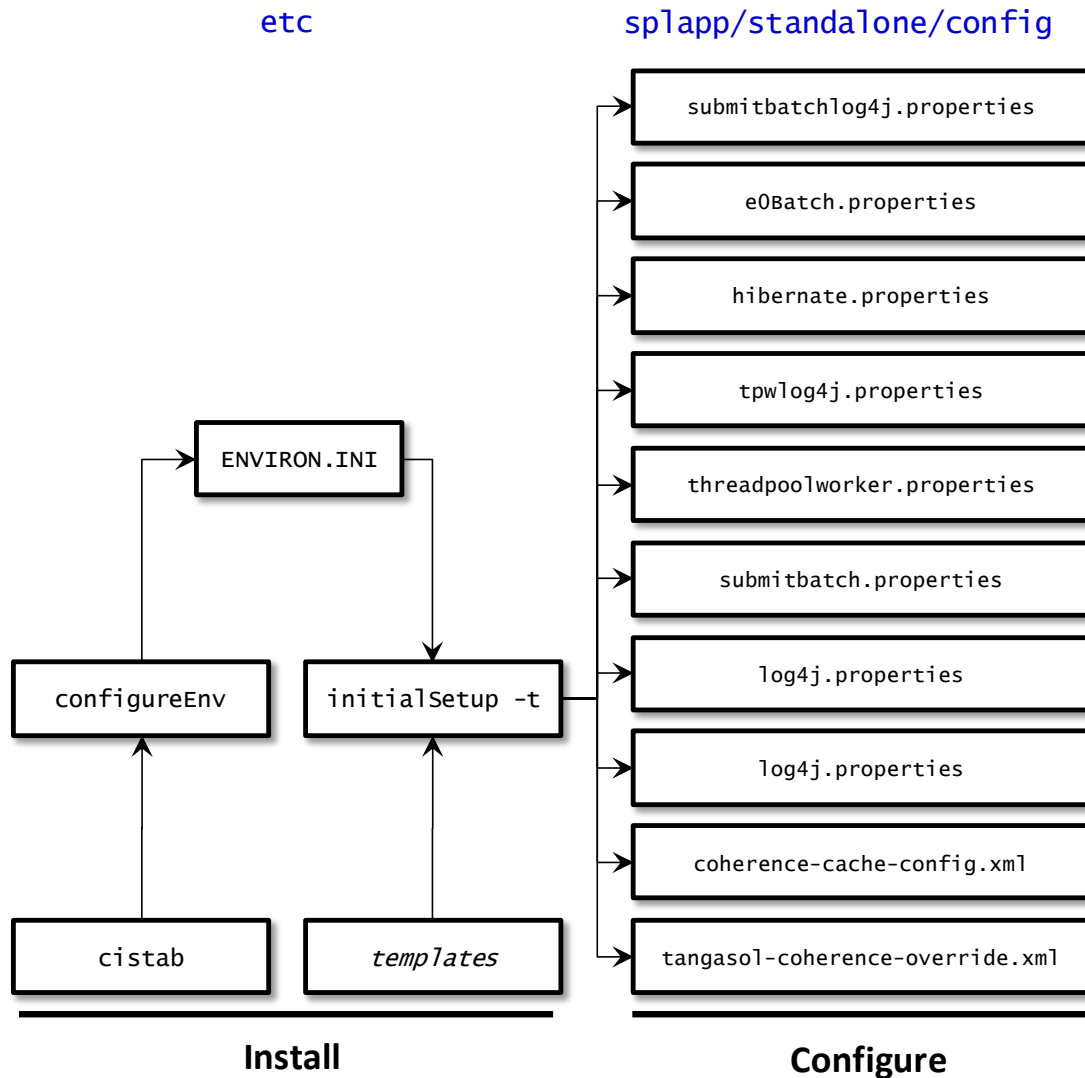 etc
splapp/standalone/config
submitbatchlog4j.properties
e0Batch.properties
hibernate.properties
tpwlog4j.properties
ENVIRON.INI
threadpoolworker.properties
submitbatch.properties
configureEnv
initialSetup -t
log4j.properties
log4j.properties
coherence-cache-config.xml
cistab
templates
tangasol-coherence-override.xml
Install
Configure